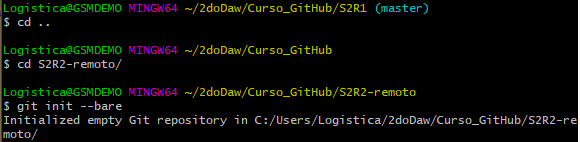 Logistica@GSMDEMO MINGW64 ~/2doDaw/Curso_GitHub/S2R1 (master)
$ cd ..
Logistica@GSMDEMO MINGW64 ~/2doDaw/Curso_GitHub
$ cd S2R2-remoto/
Logistica@GSMDEMO MINGW64 ~/2doDaw/Curso_GitHub/S2R2-remoto
$ git init --bare
Initialized empty Git repository in C:/Users/Logistica/2doDaw/Curso_GitHub/S2R2-re
moto/